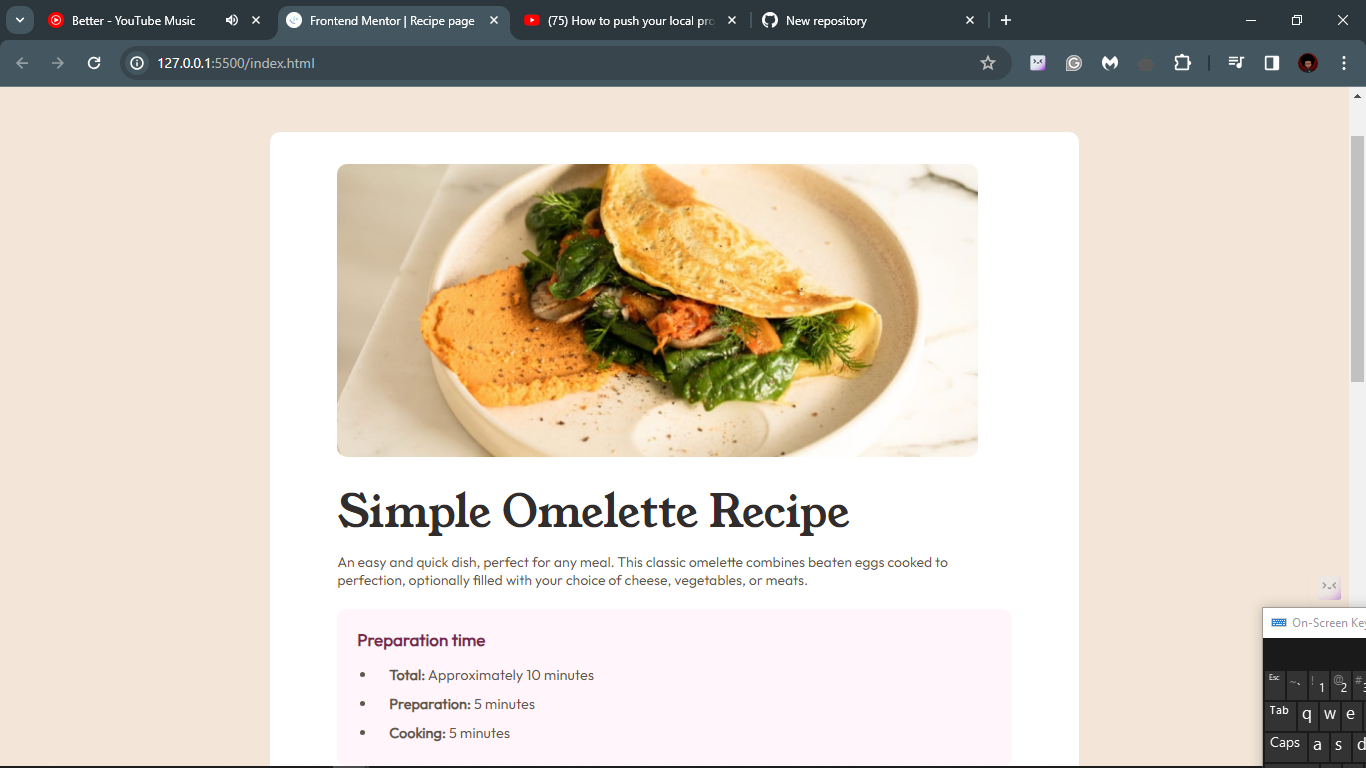 Better - YouTube Music
Frontend Mentor | Recipe page
(75) How to push your local pro
New repository
127.0.0.1:5500/index.html
Simple Omelette Recipe
An easy and quick dish, perfect for any meal. This classic omelette combines beaten eggs cooked to
perfection, optionally filled with your choice of cheese, vegetables, or meats.
Preparation time
• Total: Approximately 10 minutes
• Preparation: 5 minutes
• Cooking: 5 minutes
On-Screen Key
Esc ~ ` ! 1 @ 2 # 3
Tab q w e
Caps a s d